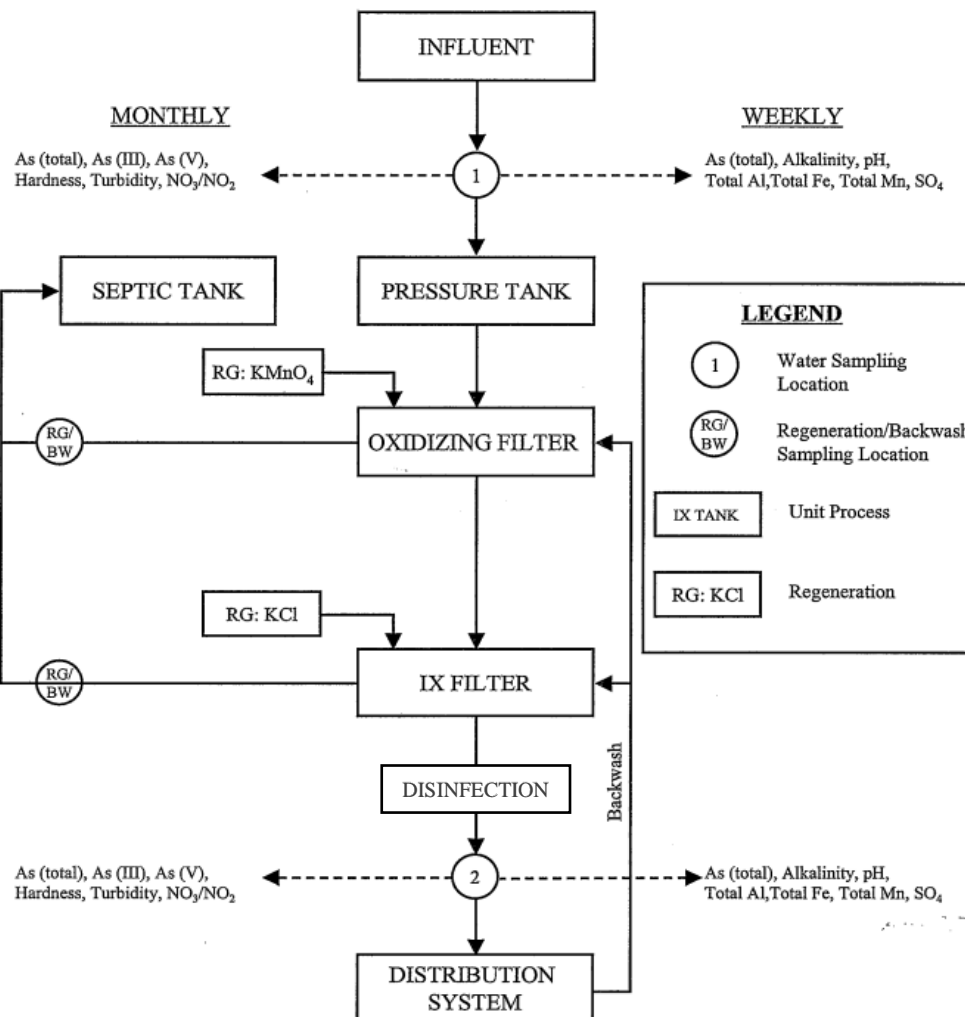 INFLUENT
MONTHLY
WEEKLY
As (total), As (III), As (V),
Hardness, Turbidity, NO₃/NO₂
1
As (total), Alkalinity, pH,
Total Al,Total Fe, Total Mn, SO₄
SEPTIC TANK
PRESSURE TANK
LEGEND
1
Water Sampling
Location
RG/
BW
Regeneration/Backwash
Sampling Location
IX TANK
Unit Process
RG: KCl
Regeneration
RG: KMnO₄
RG/
BW
OXIDIZING FILTER
RG: KCl
RG/
BW
IX FILTER
Backwash
DISINFECTION
As (total), As (III), As (V),
Hardness, Turbidity, NO₃/NO₂
2
As (total), Alkalinity, pH,
Total Al,Total Fe, Total Mn, SO₄
DISTRIBUTION
SYSTEM